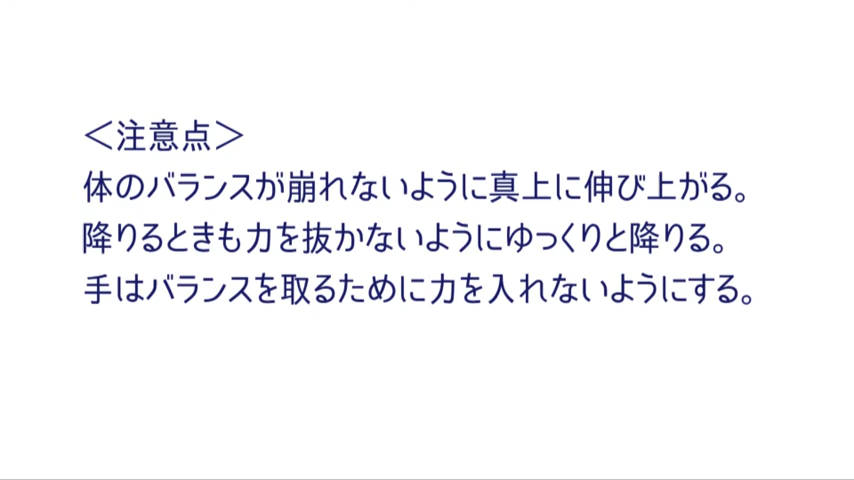 ＜注意点＞
体のバランスが崩れないように真上に伸び上がる。
降りるときも力を抜かないようにゆっくりと降りる。
手はバランスを取るために力を入れないようにする。